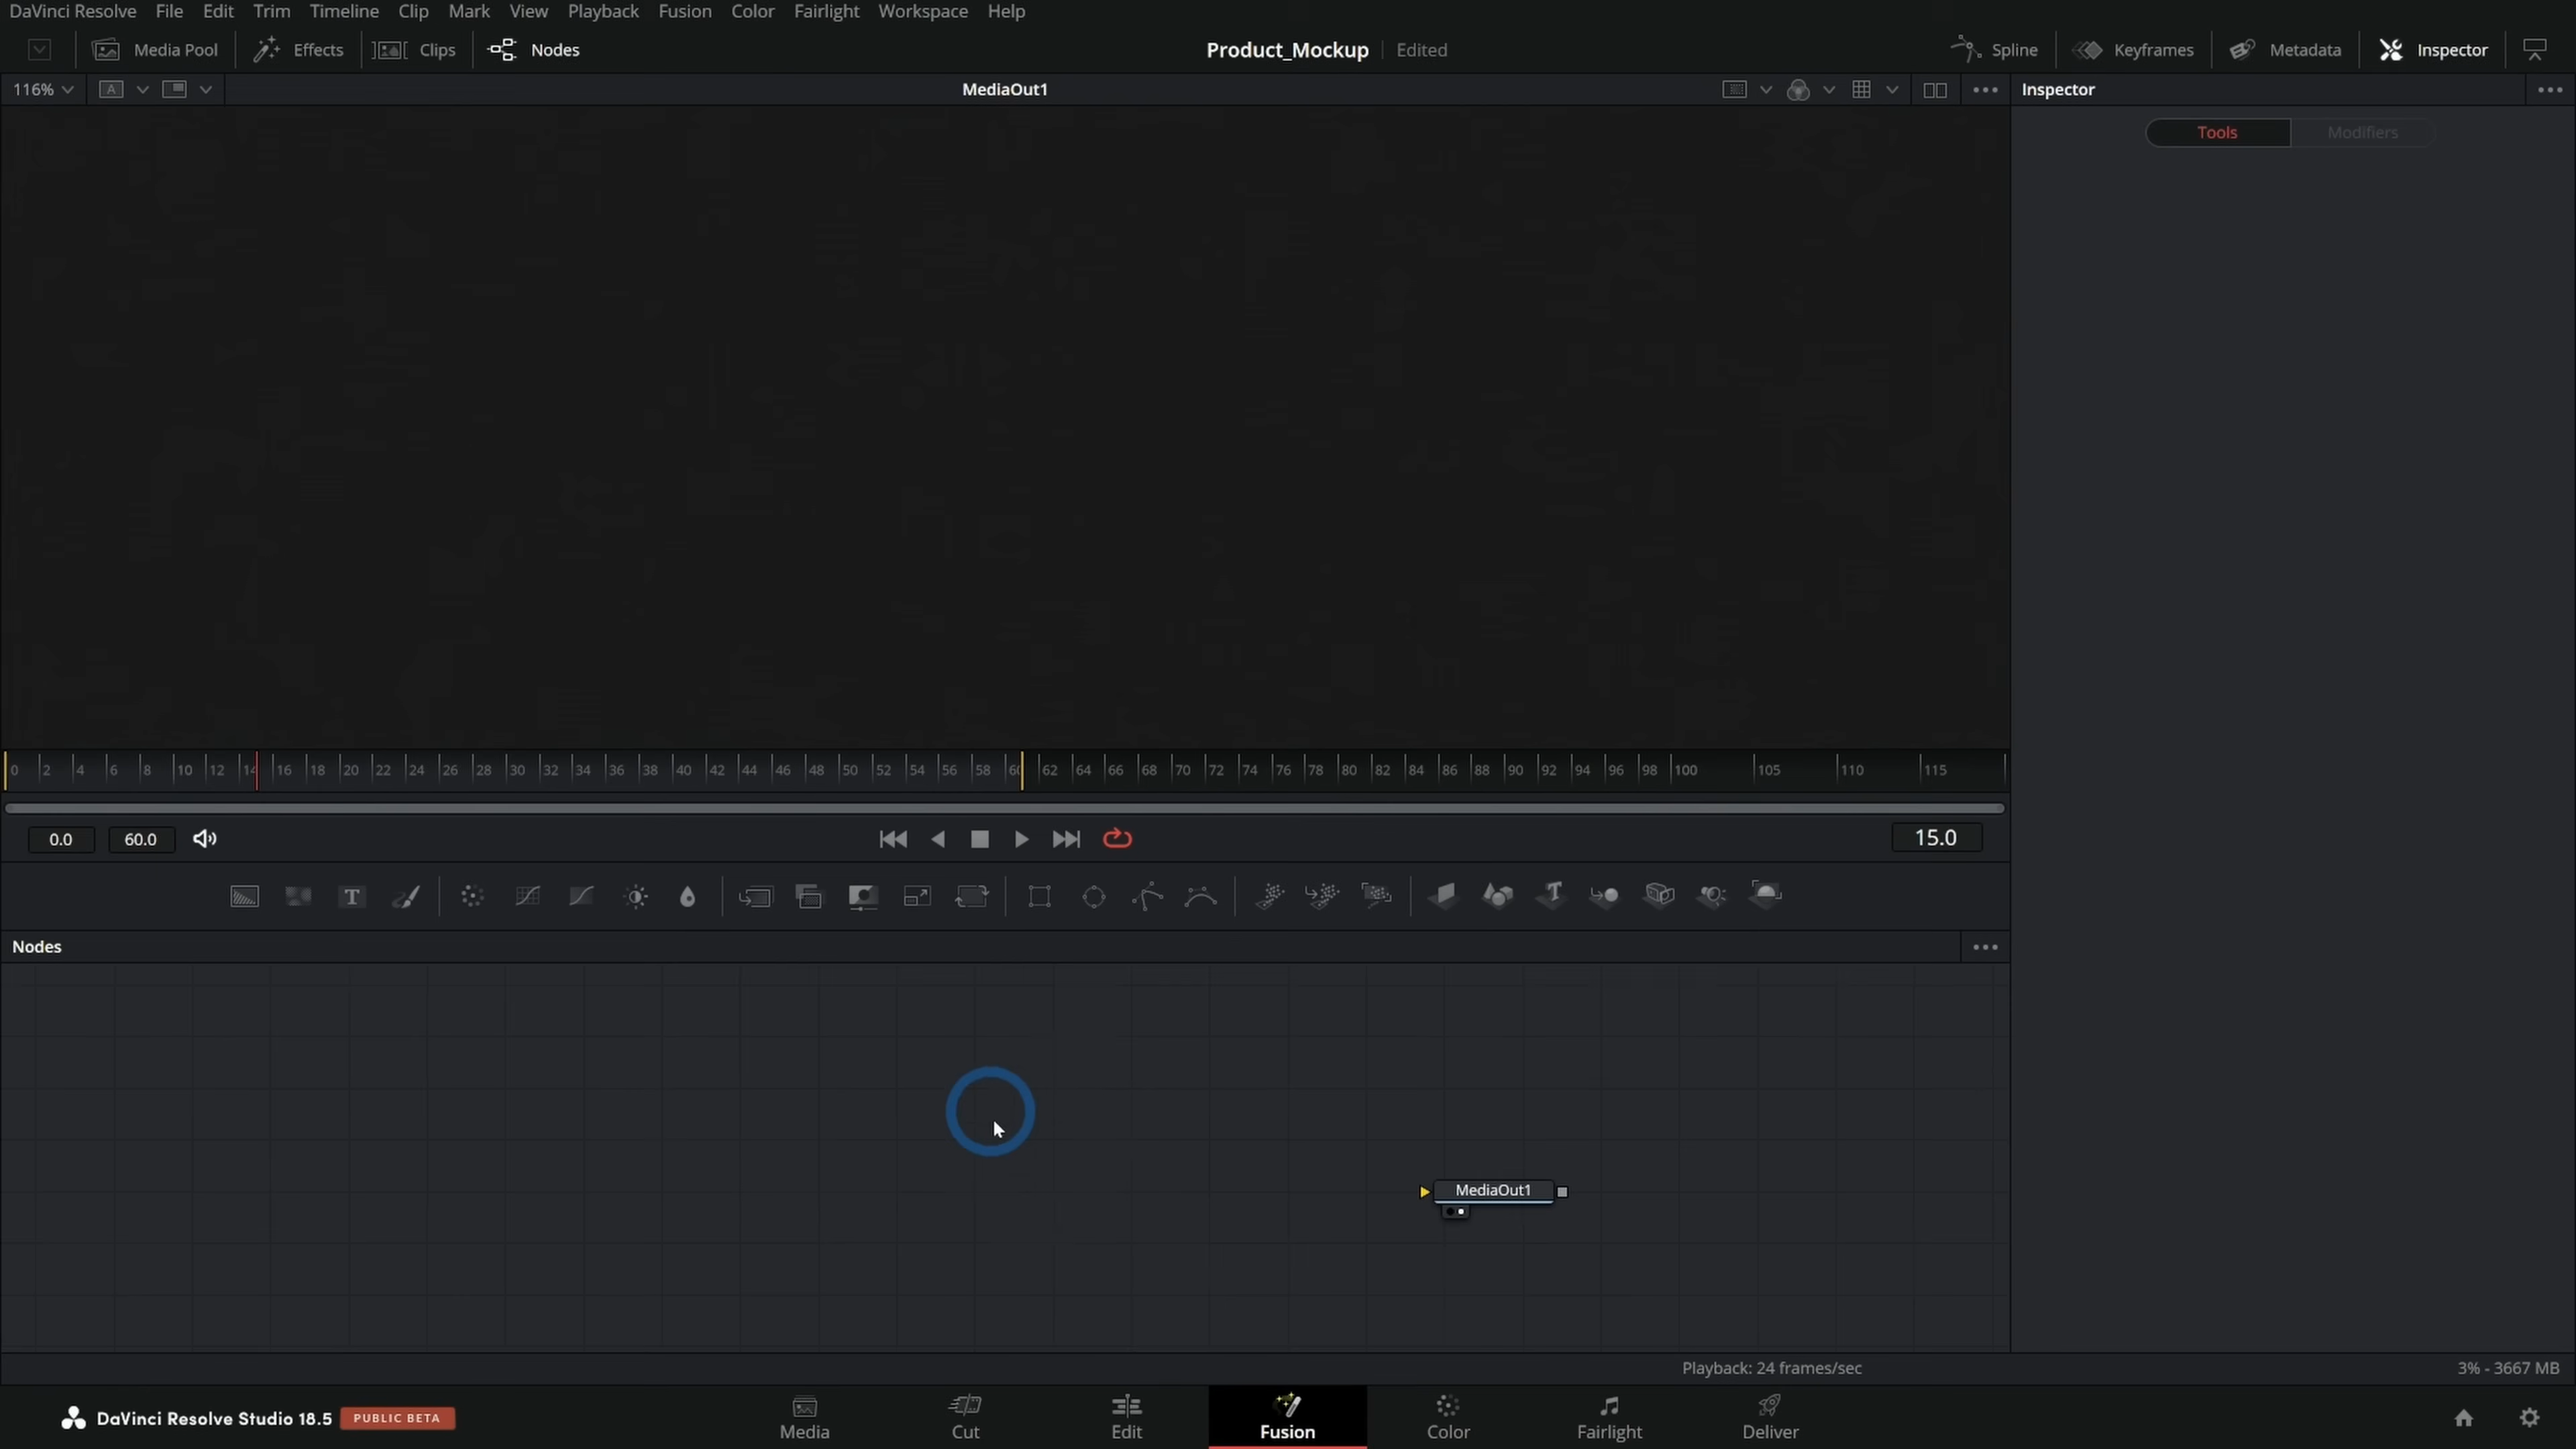 DaVinci Resolve File Edit Trim Timeline Clip Mark View Playback Fusion Color Fairlight Workspace Help
Media Pool Effects Clips Nodes Product_Mockup Edited Spline Keyframes Metadata Inspector
116% A MediaOut1 Inspector
Tools Modifiers
0 2 4 6 8 10 12 14 16 18 20 22 24 26 28 30 32 34 36 38 40 42 44 46 48 50 52 54 56 58 60 62 64 66 68 70 72 74 76 78 80 82 84 86 88 90 92 94 96 98 100 105 110 115
0.0 60.0 15.0
T T
Nodes
MediaOut1
Playback: 24 frames/sec 3% - 3667 MB
DaVinci Resolve Studio 18.5 PUBLIC BETA Media Cut Edit Fusion Color Fairlight Deliver